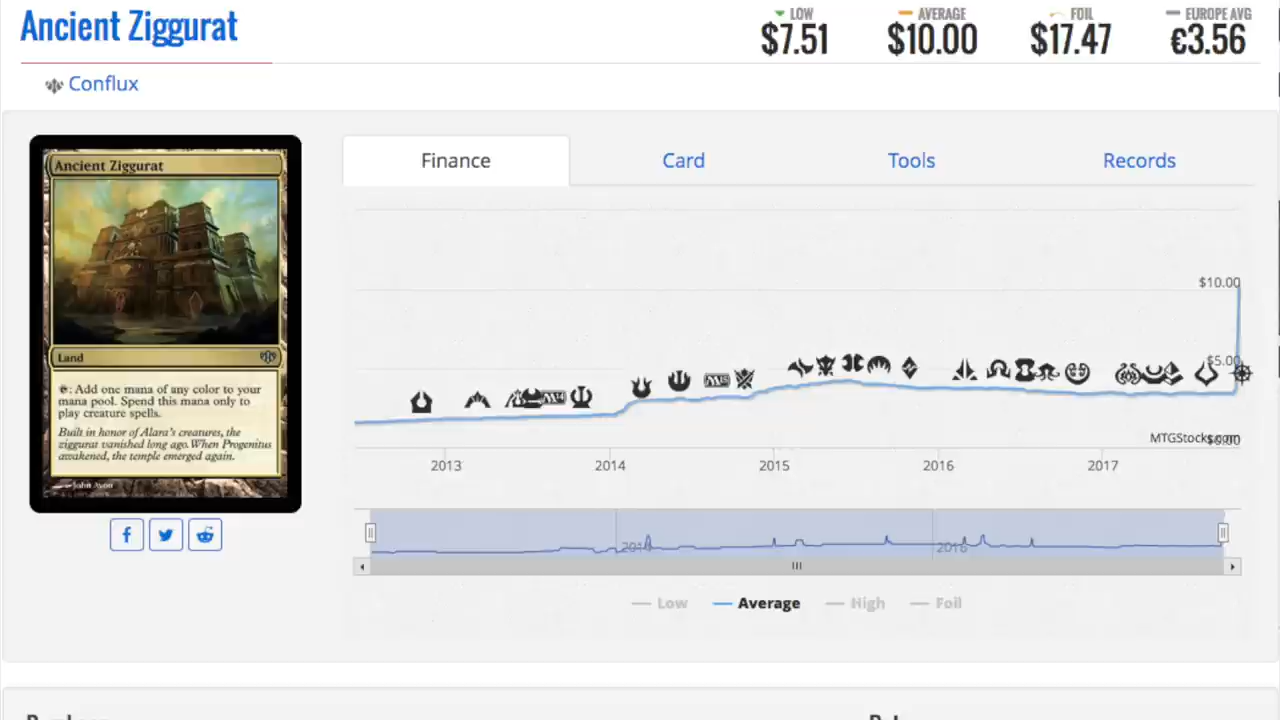 Ancient Ziggurat
LOW
$7.51
AVERAGE
$10.00
FOIL
$17.47
EUROPE AVG
€3.56
Conflux
Ancient Ziggurat
Land
: Add one mana of any color to your
mana pool. Spend this mana only to
play creature spells.
Built in honor of Alara's creatures, the
ziggurat vanished long ago. When Progenitus
awakened, the temple emerged again.
John Avon
Finance
Card
Tools
Records
$10.00
$5.00
MTGStocks.com
$0.00
2013
2014
2015
2016
2017
2016
Low
Average
High
Foil